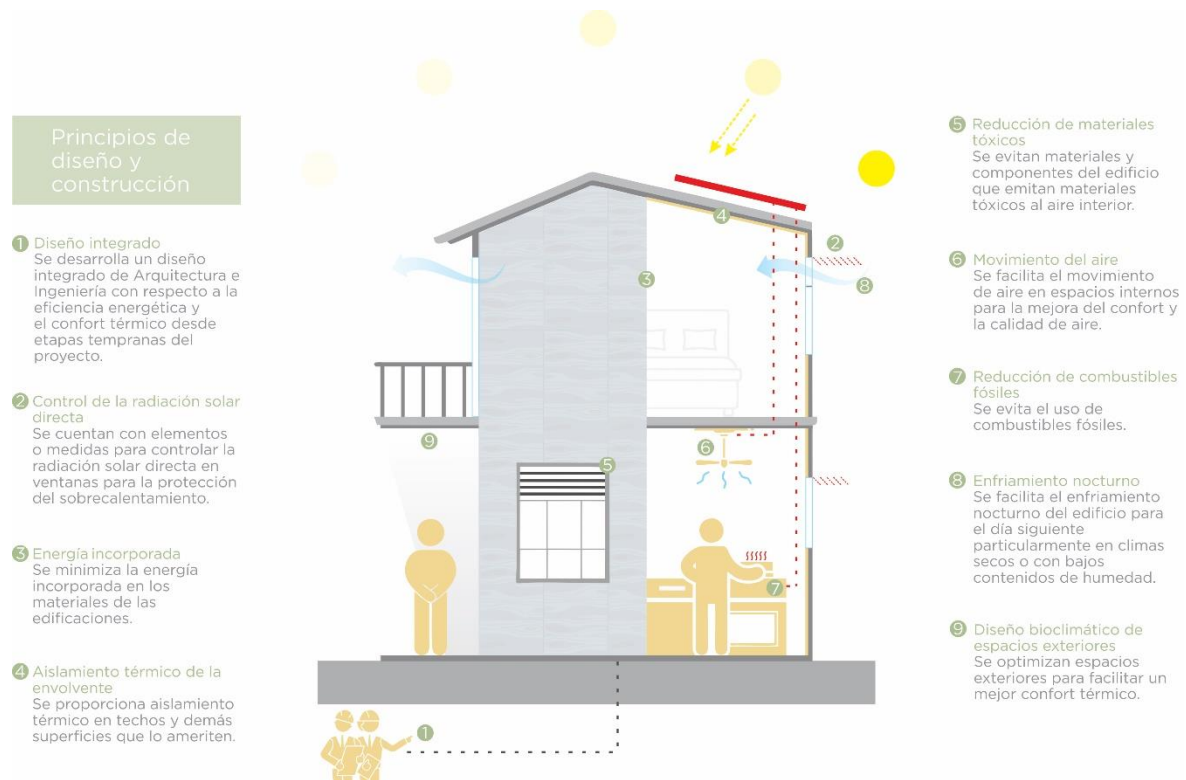 Principios de
diseño y
construcción
1 Diseño integrado
Se desarrolla un diseño
integrado de Arquitectura e
Ingeniería con respecto a la
eficiencia energética y
el confort térmico desde
etapas tempranas del
proyecto.
2 Control de la radiación solar
directa
Se cuentan con elementos
o medidas para controlar la
radiación solar directa en
ventanas para la protección
del sobrecalentamiento.
3 Energía incorporada
Se minimiza la energía
incorporada en los
materiales de las
edificaciones.
4 Aislamiento térmico de la
envolvente
Se proporciona aislamiento
térmico en techos y demás
superficies que lo ameriten.
4
2
3
8
9
6
5
7
1
5 Reducción de materiales
tóxicos
Se evitan materiales y
componentes del edificio
que emitan materiales
tóxicos al aire interior.
6 Movimiento del aire
Se facilita el movimiento
de aire en espacios internos
para la mejora del confort y
la calidad de aire.
7 Reducción de combustibles
fósiles
Se evita el uso de
combustibles fósiles.
8 Enfriamiento nocturno
Se facilita el enfriamiento
nocturno del edificio para
el día siguiente
particularmente en climas
secos o con bajos
contenidos de humedad.
9 Diseño bioclimático de
espacios exteriores
Se optimizan espacios
exteriores para facilitar un
mejor confort térmico.